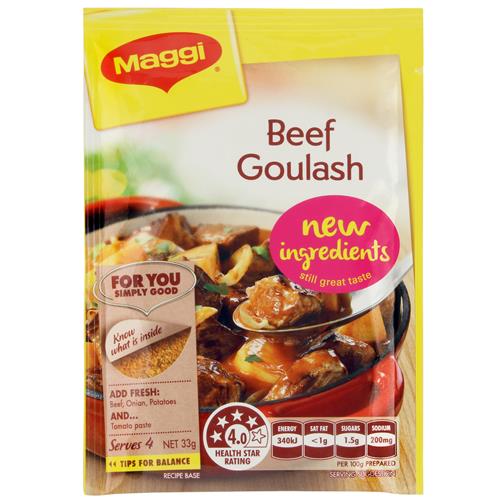 Maggi®
Beef
Goulash
new
ingredients
still great taste
FOR YOU
SIMPLY GOOD
Know
what is inside
ADD FRESH:
Beef, Onion, Potatoes
AND...
Tomato paste
Serves 4 NET 33g
TIPS FOR BALANCE
RECIPE BASE
4.0
HEALTH STAR
RATING
ENERGY
340kJ
SAT FAT
<1g
SUGARS
1.5g
SODIUM
200mg
PER 100g PREPARED
SERVING SUGGESTION